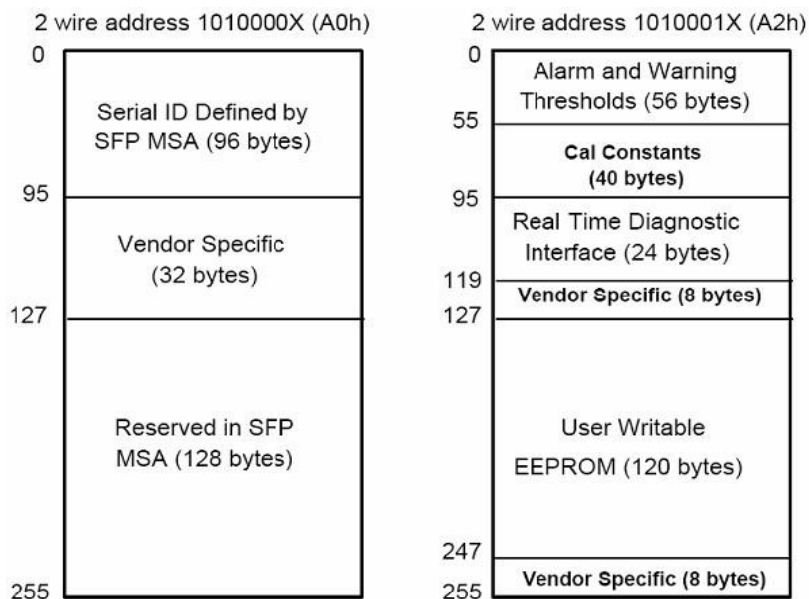 2 wire address 1010000X (A0h)
0
Serial ID Defined by
SFP MSA (96 bytes)
95
Vendor Specific
(32 bytes)
127
Reserved in SFP
MSA (128 bytes)
255
2 wire address 1010001X (A2h)
0
Alarm and Warning
Thresholds (56 bytes)
55
Cal Constants
(40 bytes)
95
Real Time Diagnostic
Interface (24 bytes)
119
Vendor Specific (8 bytes)
127
User Writable
EEPROM (120 bytes)
247
Vendor Specific (8 bytes)
255